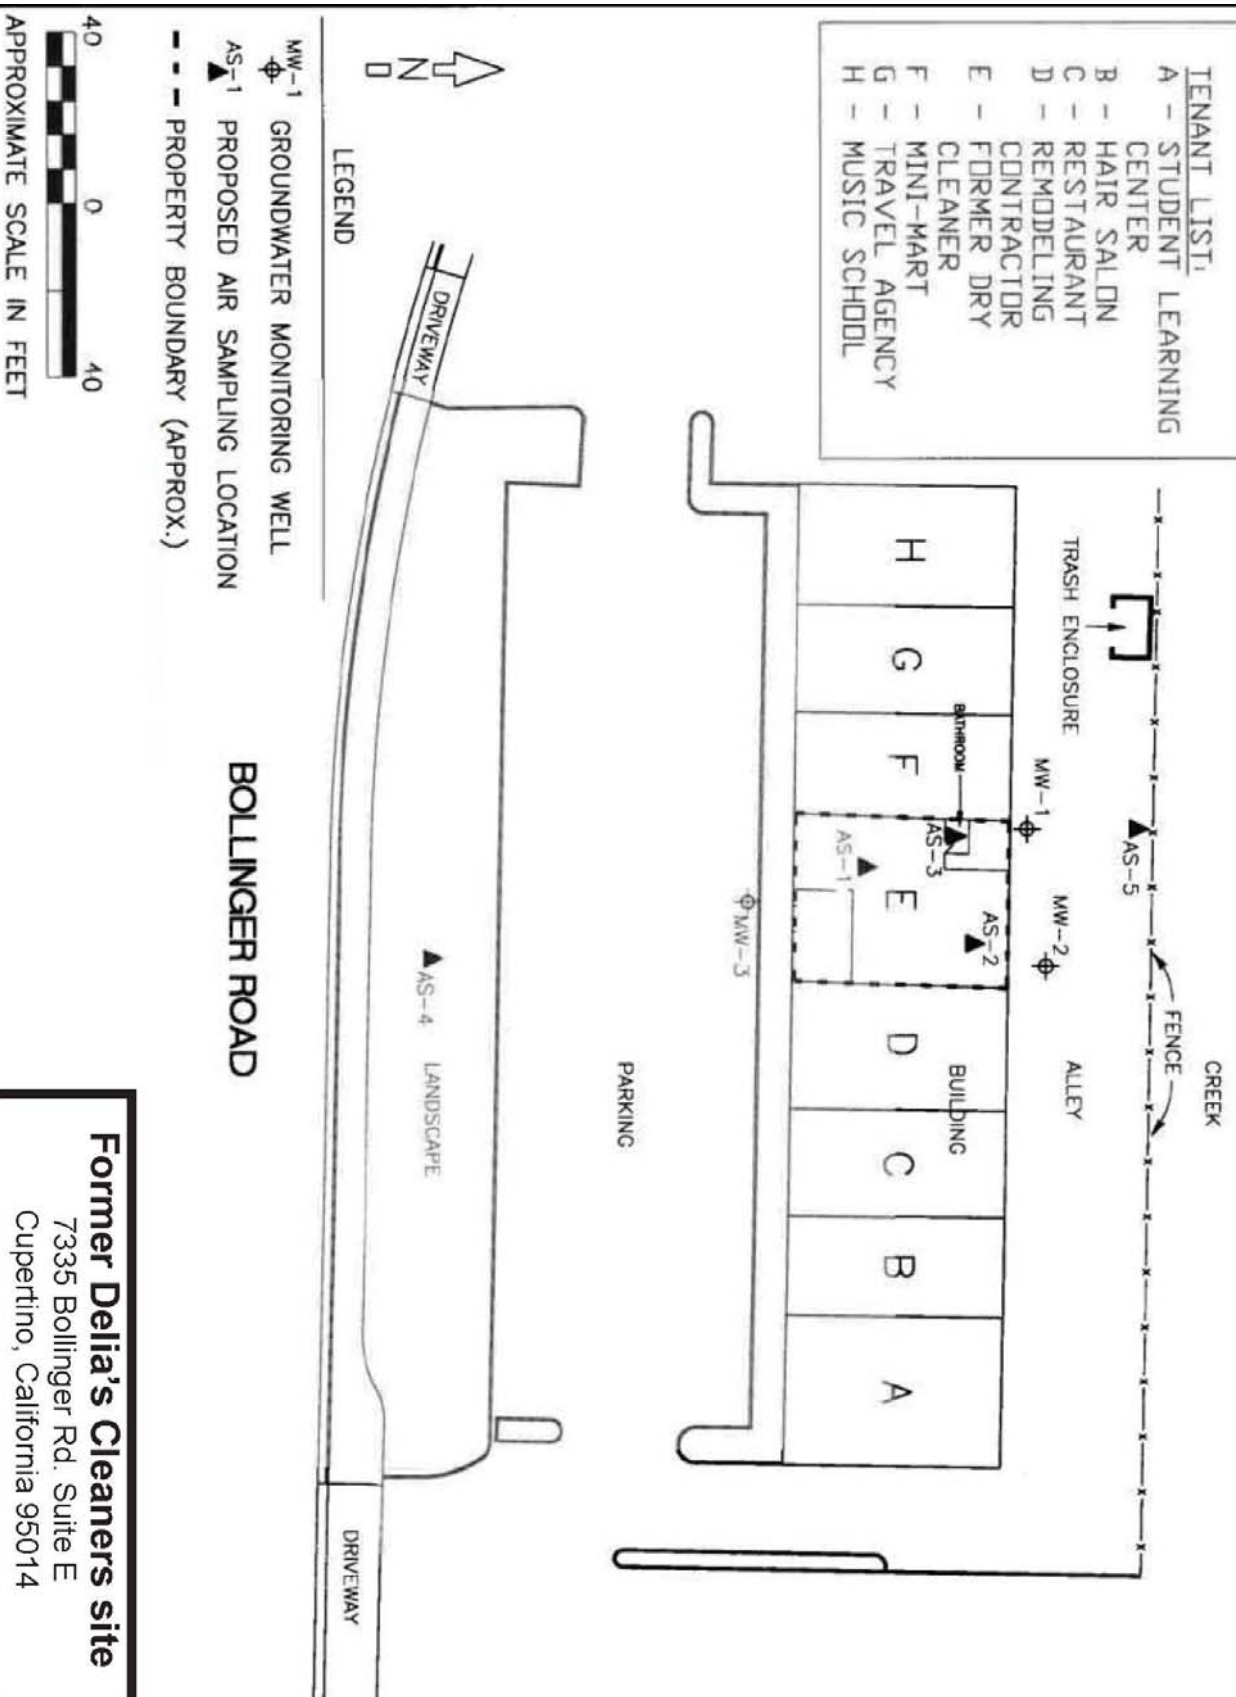 TENANT LIST:
A - STUDENT LEARNING
CENTER
B - HAIR SALON
C - RESTAURANT
D - REMODELING
CONTRACTOR
E - FORMER DRY
CLEANER
F - MINI-MART
G - TRAVEL AGENCY
H - MUSIC SCHOOL
CREEK
FENCE
TRASH ENCLOSURE
AS-5
ALLEY
MW-1
MW-2
H
G
F
E
D
C
B
A
BATHROOM
AS-3
AS-2
AS-1
BUILDING
MW-3
PARKING
DRIVEWAY
AS-4
LANDSCAPE
DRIVEWAY
BOLLINGER ROAD
N
LEGEND
MW-1 GROUNDWATER MONITORING WELL
AS-1 PROPOSED AIR SAMPLING LOCATION
PROPERTY BOUNDARY (APPROX.)
40 0 40
APPROXIMATE SCALE IN FEET
Former Delia's Cleaners site
7335 Bollinger Rd. Suite E
Cupertino, California 95014